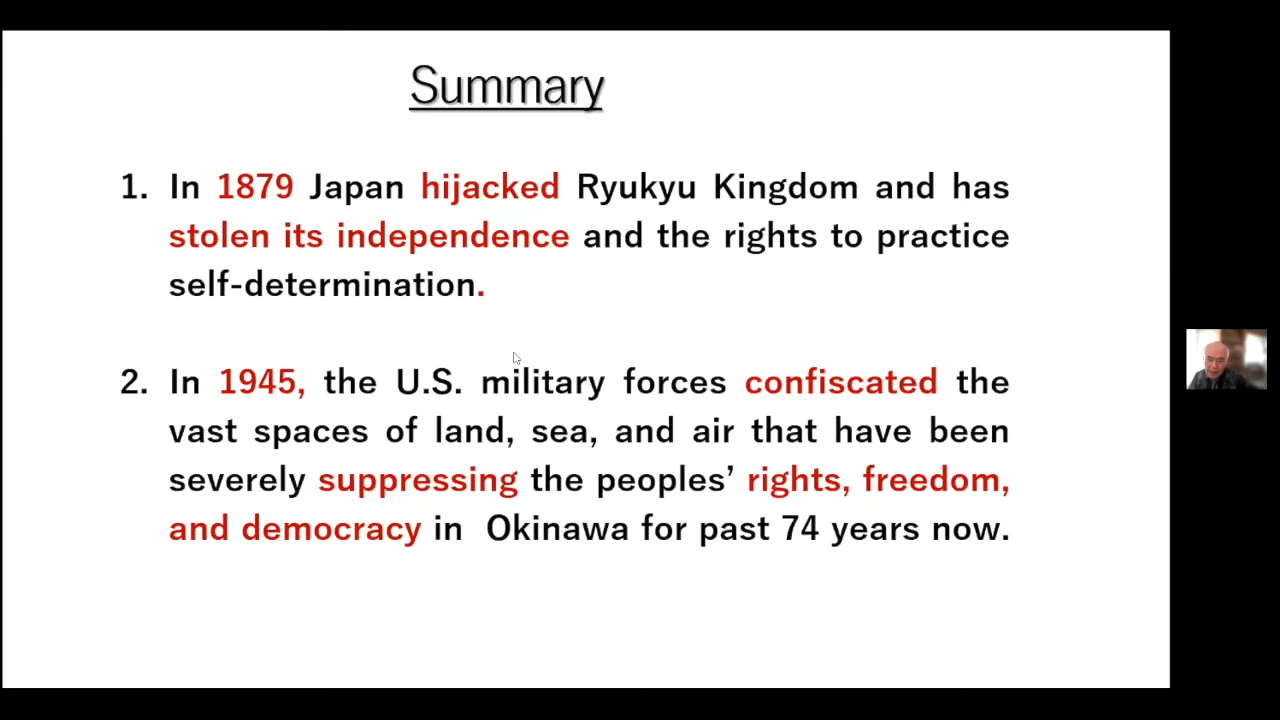 Summary
1. In 1879 Japan hijacked Ryukyu Kingdom and has
stolen its independence and the rights to practice
self-determination.
2. In 1945, the U.S. military forces confiscated the
vast spaces of land, sea, and air that have been
severely suppressing the peoples’ rights, freedom,
and democracy in Okinawa for past 74 years now.